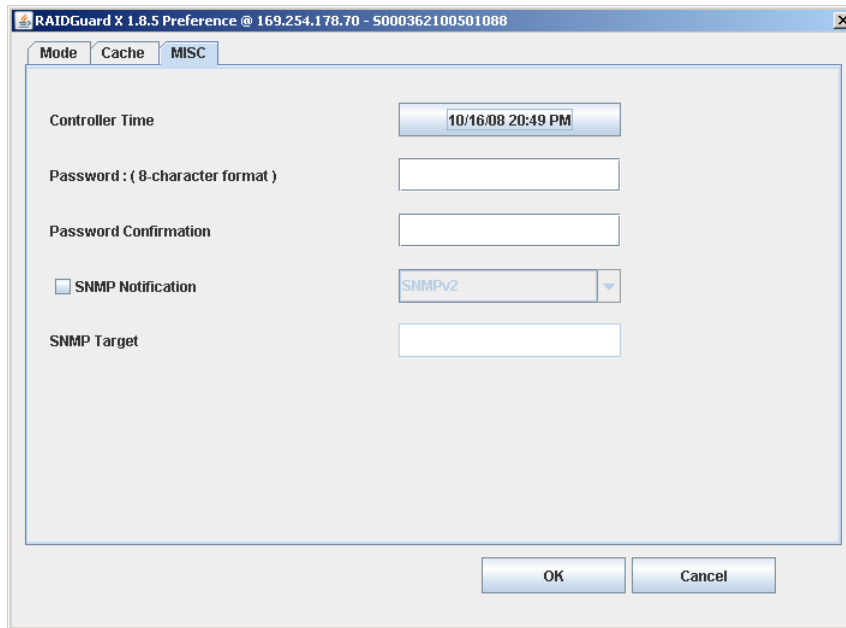 RAIDGuard X 1.8.5 Preference @ 169.254.178.70 - S000362100501088
Mode Cache MISC
Controller Time 10/16/08 20:49 PM
Password : ( 8-character format )
Password Confirmation
SNMP Notification SNMPv2
SNMP Target
OK Cancel